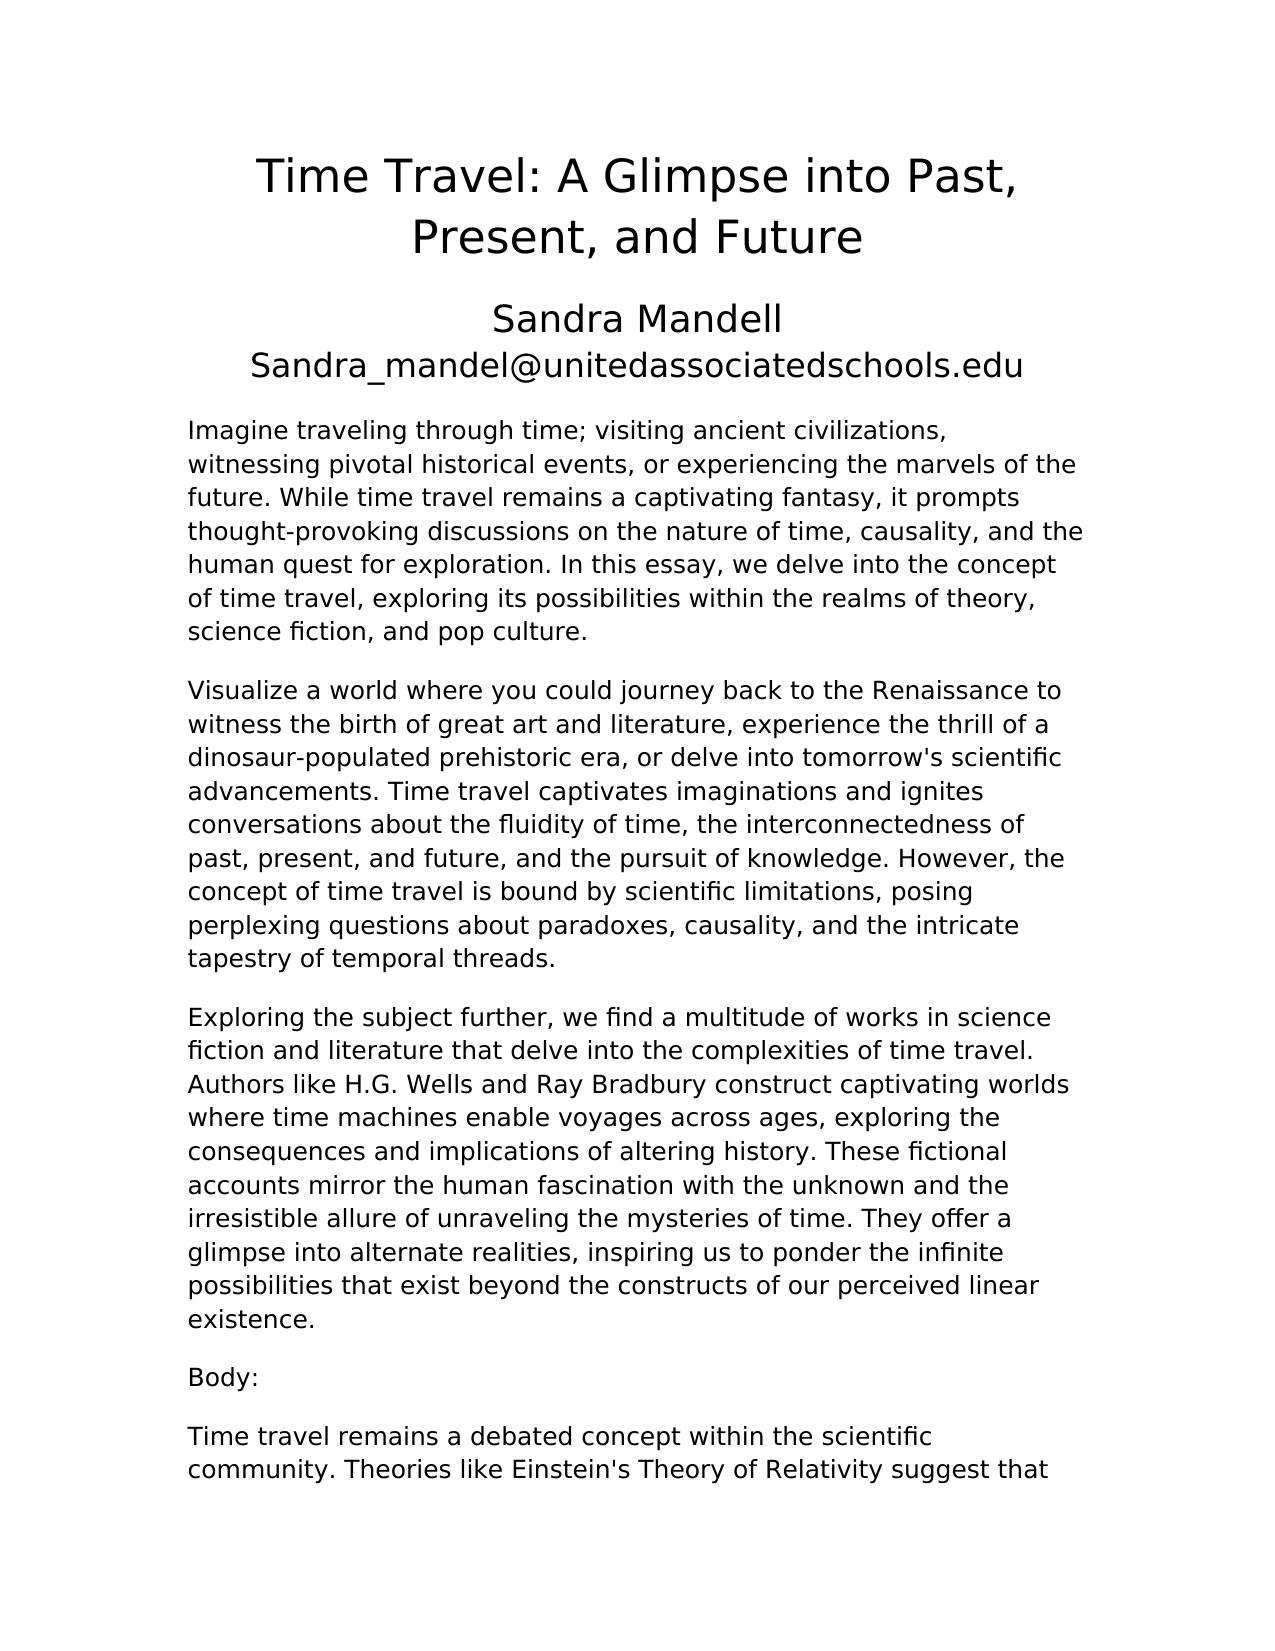 Time Travel: A Glimpse into Past,
Present, and Future
Sandra Mandell
Sandra_mandel@unitedassociatedschools.edu
Imagine traveling through time; visiting ancient civilizations,
witnessing pivotal historical events, or experiencing the marvels of the
future. While time travel remains a captivating fantasy, it prompts
thought-provoking discussions on the nature of time, causality, and the
human quest for exploration. In this essay, we delve into the concept
of time travel, exploring its possibilities within the realms of theory,
science fiction, and pop culture.
Visualize a world where you could journey back to the Renaissance to
witness the birth of great art and literature, experience the thrill of a
dinosaur-populated prehistoric era, or delve into tomorrow's scientific
advancements. Time travel captivates imaginations and ignites
conversations about the fluidity of time, the interconnectedness of
past, present, and future, and the pursuit of knowledge. However, the
concept of time travel is bound by scientific limitations, posing
perplexing questions about paradoxes, causality, and the intricate
tapestry of temporal threads.
Exploring the subject further, we find a multitude of works in science
fiction and literature that delve into the complexities of time travel.
Authors like H.G. Wells and Ray Bradbury construct captivating worlds
where time machines enable voyages across ages, exploring the
consequences and implications of altering history. These fictional
accounts mirror the human fascination with the unknown and the
irresistible allure of unraveling the mysteries of time. They offer a
glimpse into alternate realities, inspiring us to ponder the infinite
possibilities that exist beyond the constructs of our perceived linear
existence.
Body:
Time travel remains a debated concept within the scientific
community. Theories like Einstein's Theory of Relativity suggest that